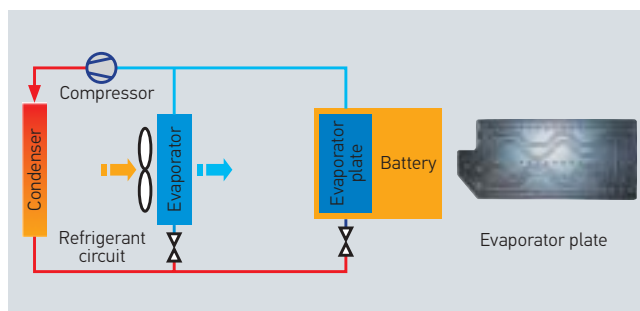 Compressor
Condenser
Evaporator
Evaporator
plate
Battery
Refrigerant
circuit
Evaporator plate